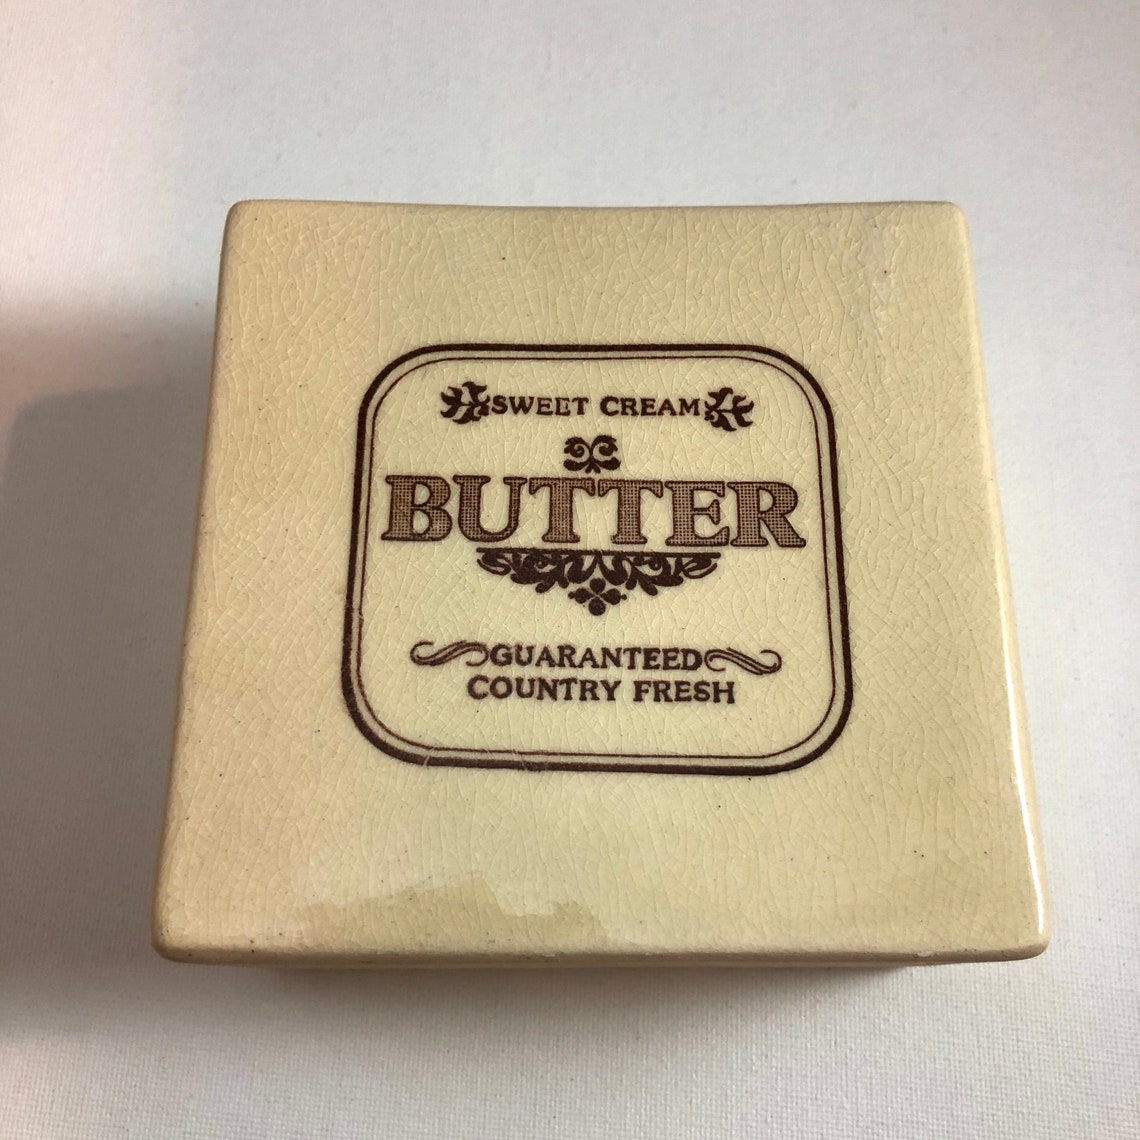 SWEET CREAM
BUTTER
GUARANTEED
COUNTRY FRESH